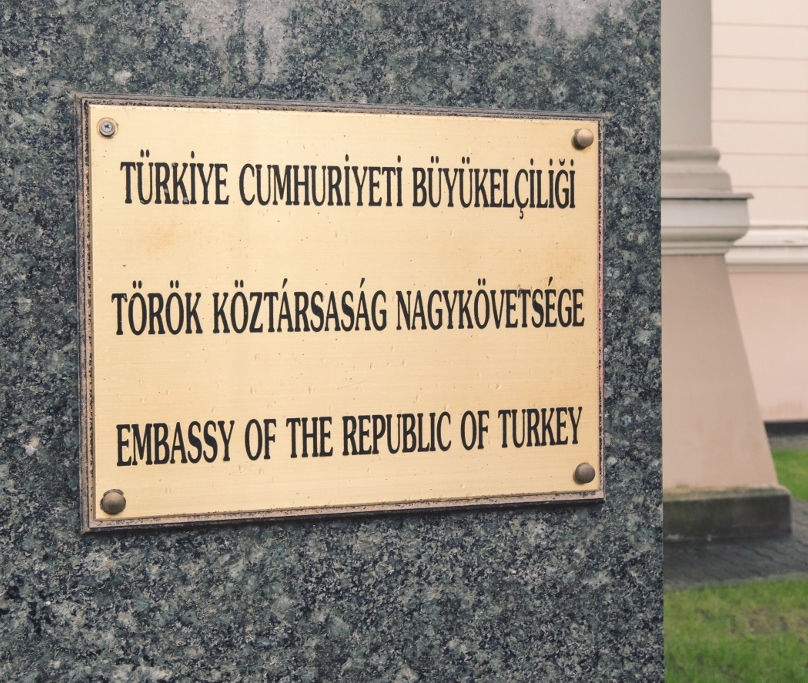 TÜRKİYE CUMHURİYETİ BÜYÜKELÇİLİĞİ
TÖRÖK KÖZTÁRSASÁG NAGYKÖVETSÉGE
EMBASSY OF THE REPUBLIC OF TURKEY